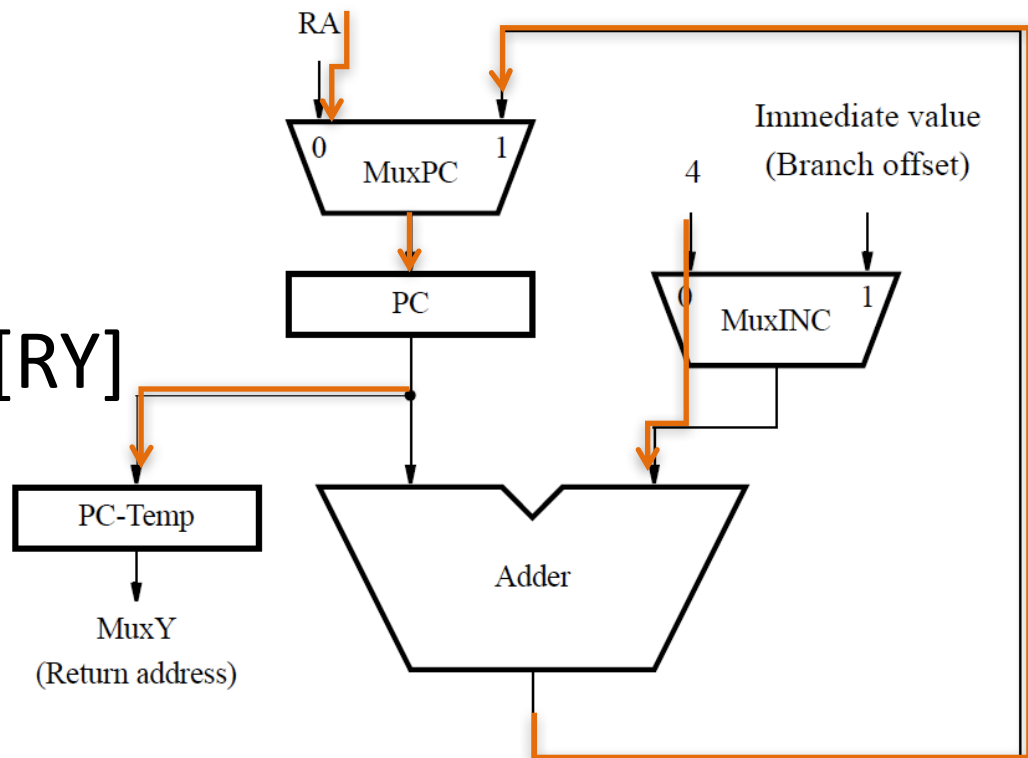 RA
Immediate value
(Branch offset)
4
0
1
MuxPC
0
1
MuxINC
PC
[RY]
PC-Temp
Adder
MuxY
(Return address)